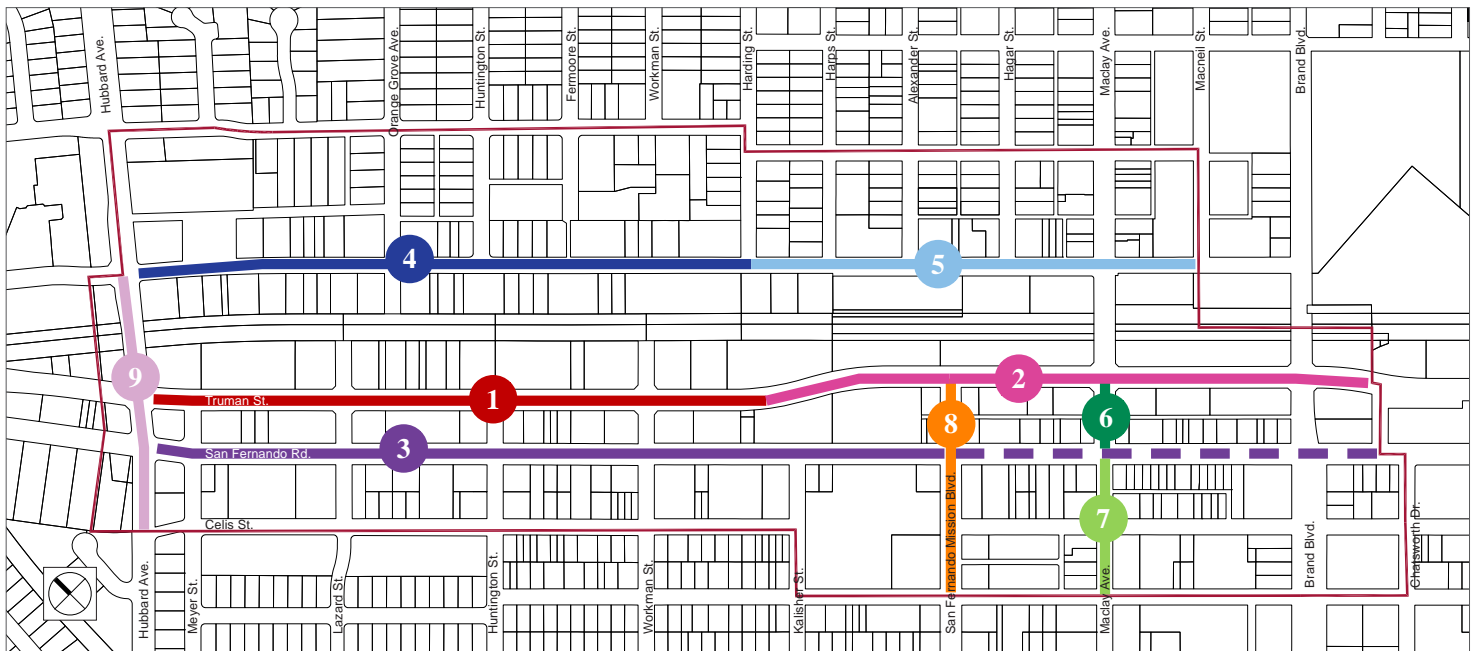 Hubbard Ave.
Orange Grove Ave.
Huntington St.
Fermoore St.
Workman St.
Harding St.
Harps St.
Alexander St.
Hagar St.
Maclay Ave.
Macneil St.
Brand Blvd.
4
5
9
1
2
Truman St.
8
6
3
San Fernando Rd.
7
Celis St.
Hubbard Ave.
Meyer St.
Lazard St.
Huntington St.
Workman St.
Kalisher St.
San Fernando Mission Blvd.
Maclay Ave.
Brand Blvd.
Chatsworth Dr.